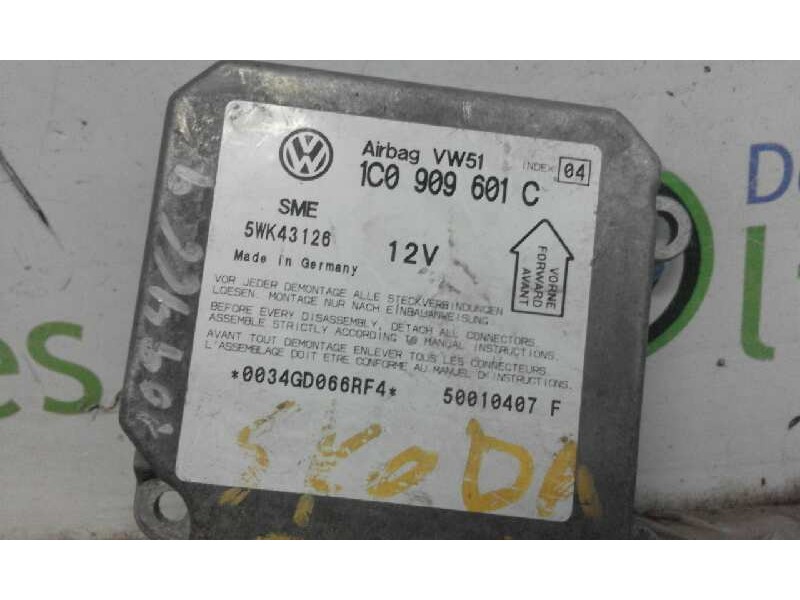 VW
Airbag VW51
INDEX 04
1C0 909 601 C
SME
5WK43126
Made in Germany
12V
VORNE
FORWARD
AVANT
VOR JEDER DEMONTAGE ALLE STECKVERBINDUNGEN
LOESEN. MONTAGE NUR NACH EINBAUANWEISUNG
BEFORE EVERY DISASSEMBLY, DETACH ALL CONNECTORS
ASSEMBLE STRICTLY ACCORDING TO MANUAL INSTRUCTIONS.
AVANT TOUT DEMONTAGE ENLEVER TOUS LES CONNECTEURS.
L'ASSEMBLAGE DOIT ETRE CONFORME AU MANUEL D'INSTRUCTIONS.
*0034GD066RF4*
50010407 F
SKODA